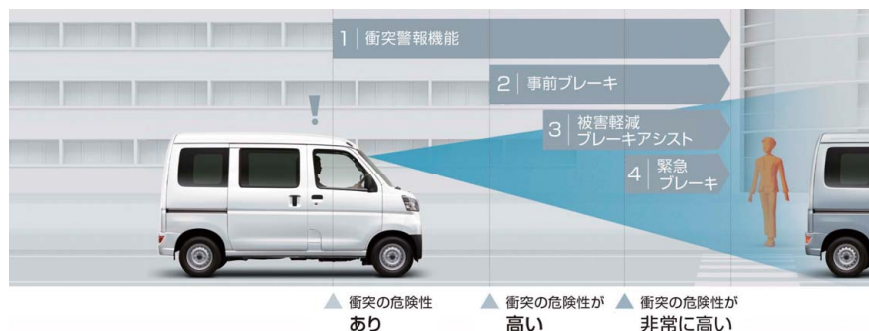 1 衝突警報機能
2 事前ブレーキ
3 被害軽減
ブレーキアシスト
4 緊急
ブレーキ
!
衝突の危険性
あり
衝突の危険性が
高い
衝突の危険性が
非常に高い